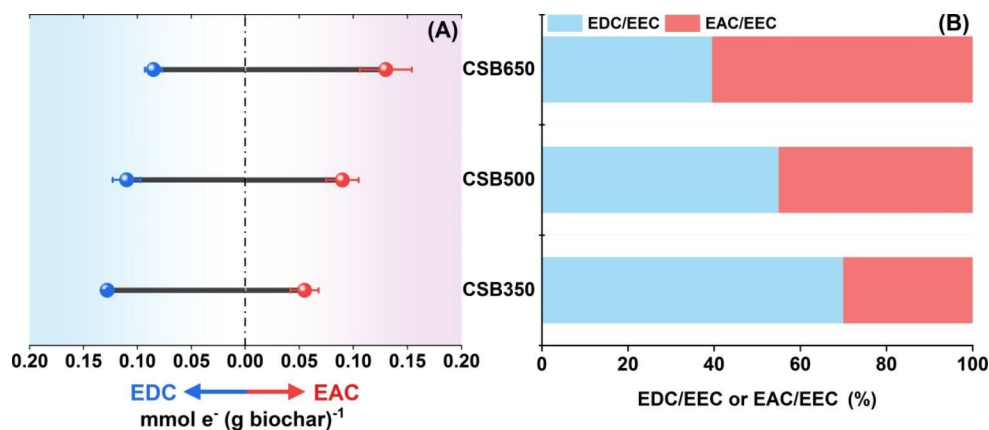 (A)
CSB650
CSB500
CSB350
0.20 0.15 0.10 0.05 0.00 0.05 0.10 0.15 0.20
EDC EAC
mmol e⁻ (g biochar)⁻¹
EDC/EEC EAC/EEC (B)
0 20 40 60 80 100
EDC/EEC or EAC/EEC (%)